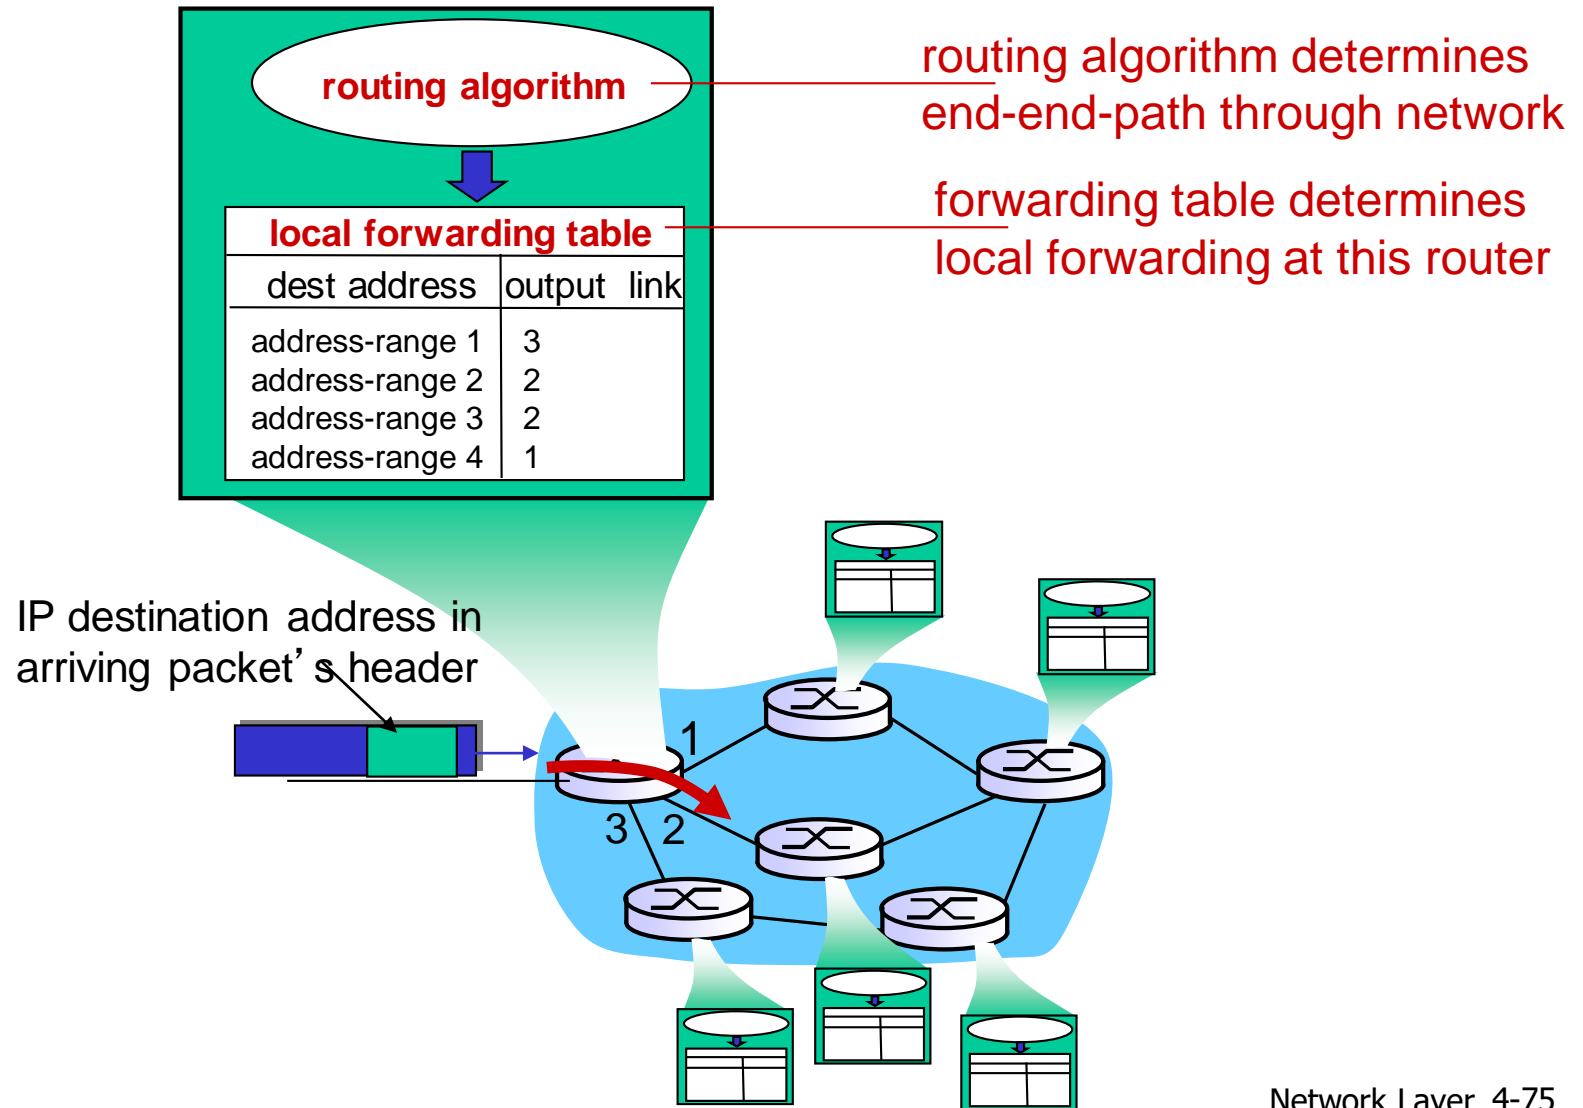 routing algorithm
routing algorithm determines
end-end-path through network
forwarding table determines
local forwarding at this router
local forwarding table
dest address output link
address-range 1 3
address-range 2 2
address-range 3 2
address-range 4 1
IP destination address in
arriving packet’s header
1
3 2
Network Layer 4-75